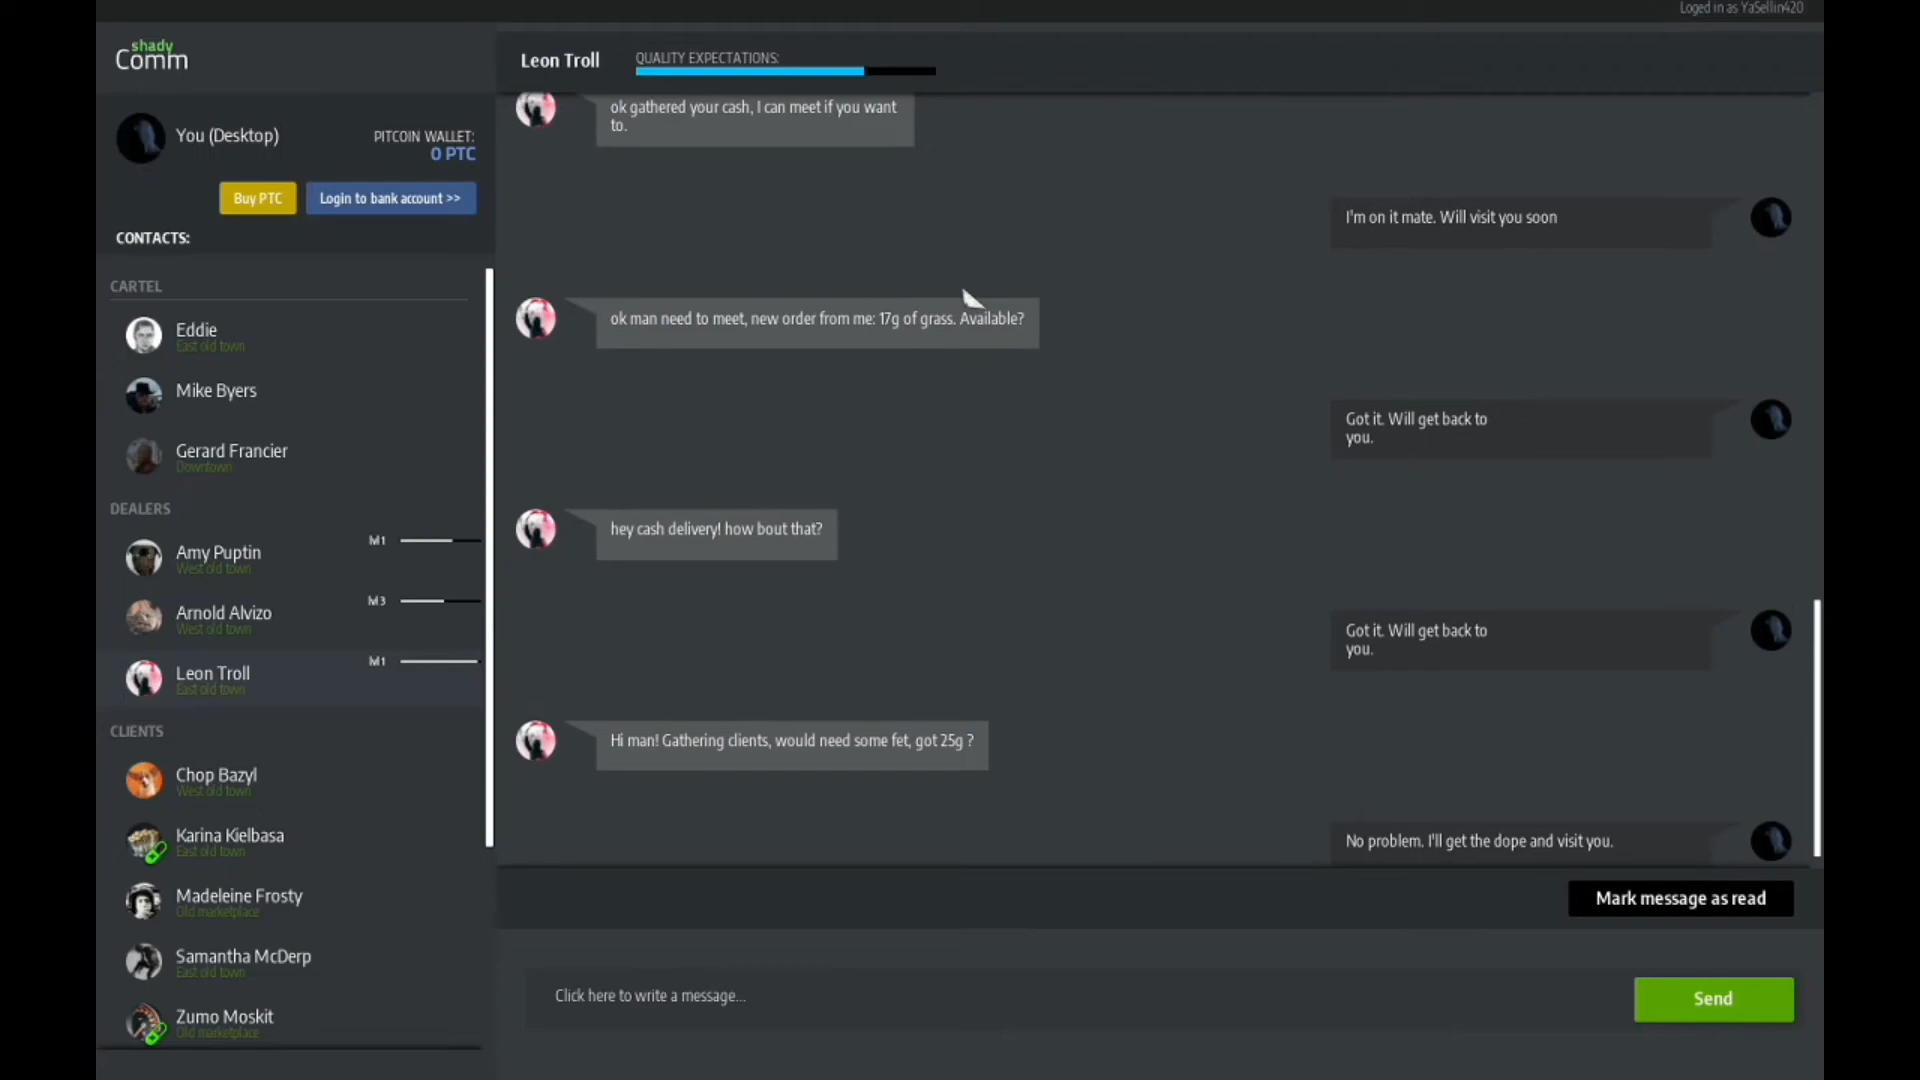 Loged in as YaSellin420
shady
Comm
You (Desktop)
PITCOIN WALLET:
0 PTC
Buy PTC
Login to bank account >>
CONTACTS:
CARTEL
Eddie
East old town
Mike Byers
Gerard Francier
Downtown
DEALERS
Amy Puptin
West old town
lvl 1
Arnold Alvizo
West old town
lvl 3
Leon Troll
East old town
lvl 1
CLIENTS
Chop Bazyl
West old town
Karina Kielbasa
East old town
Madeleine Frosty
Old marketplace
Samantha McDerp
East old town
Zumo Moskit
Old marketplace
Leon Troll
QUALITY EXPECTATIONS:
ok gathered your cash, I can meet if you want
to.
I'm on it mate. Will visit you soon
ok man need to meet, new order from me: 17g of grass. Available?
Got it. Will get back to
you.
hey cash delivery! how bout that?
Got it. Will get back to
you.
Hi man! Gathering clients, would need some fet, got 25g ?
No problem. I'll get the dope and visit you.
Mark message as read
Click here to write a message...
Send